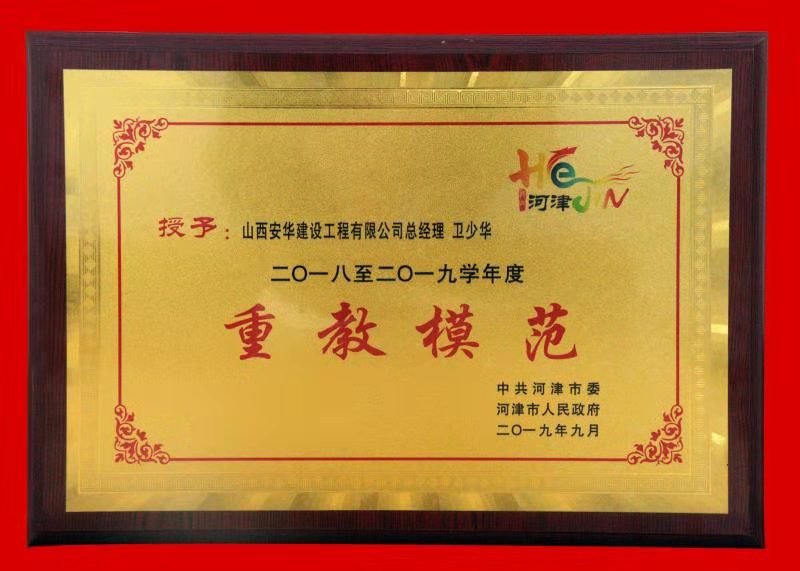 HeJIN
河津
授予：山西安华建设工程有限公司总经理 卫少华
二〇一八至二〇一九学年度
重教模范
中共河津市委
河津市人民政府
二〇一九年九月